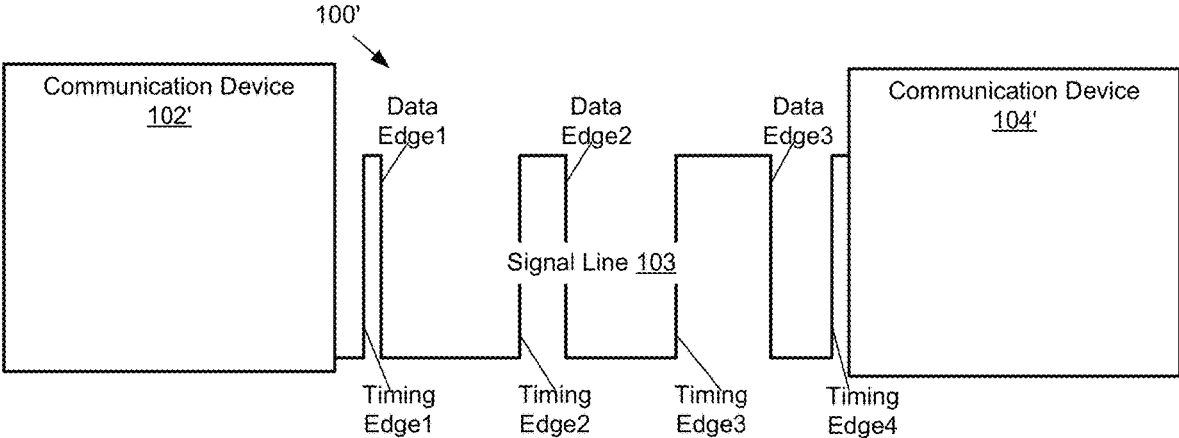 100'
Communication Device
102'
Data
Edge1
Data
Edge2
Data
Edge3
Communication Device
104'
Signal Line 103
Timing
Edge1
Timing
Edge2
Timing
Edge3
Timing
Edge4